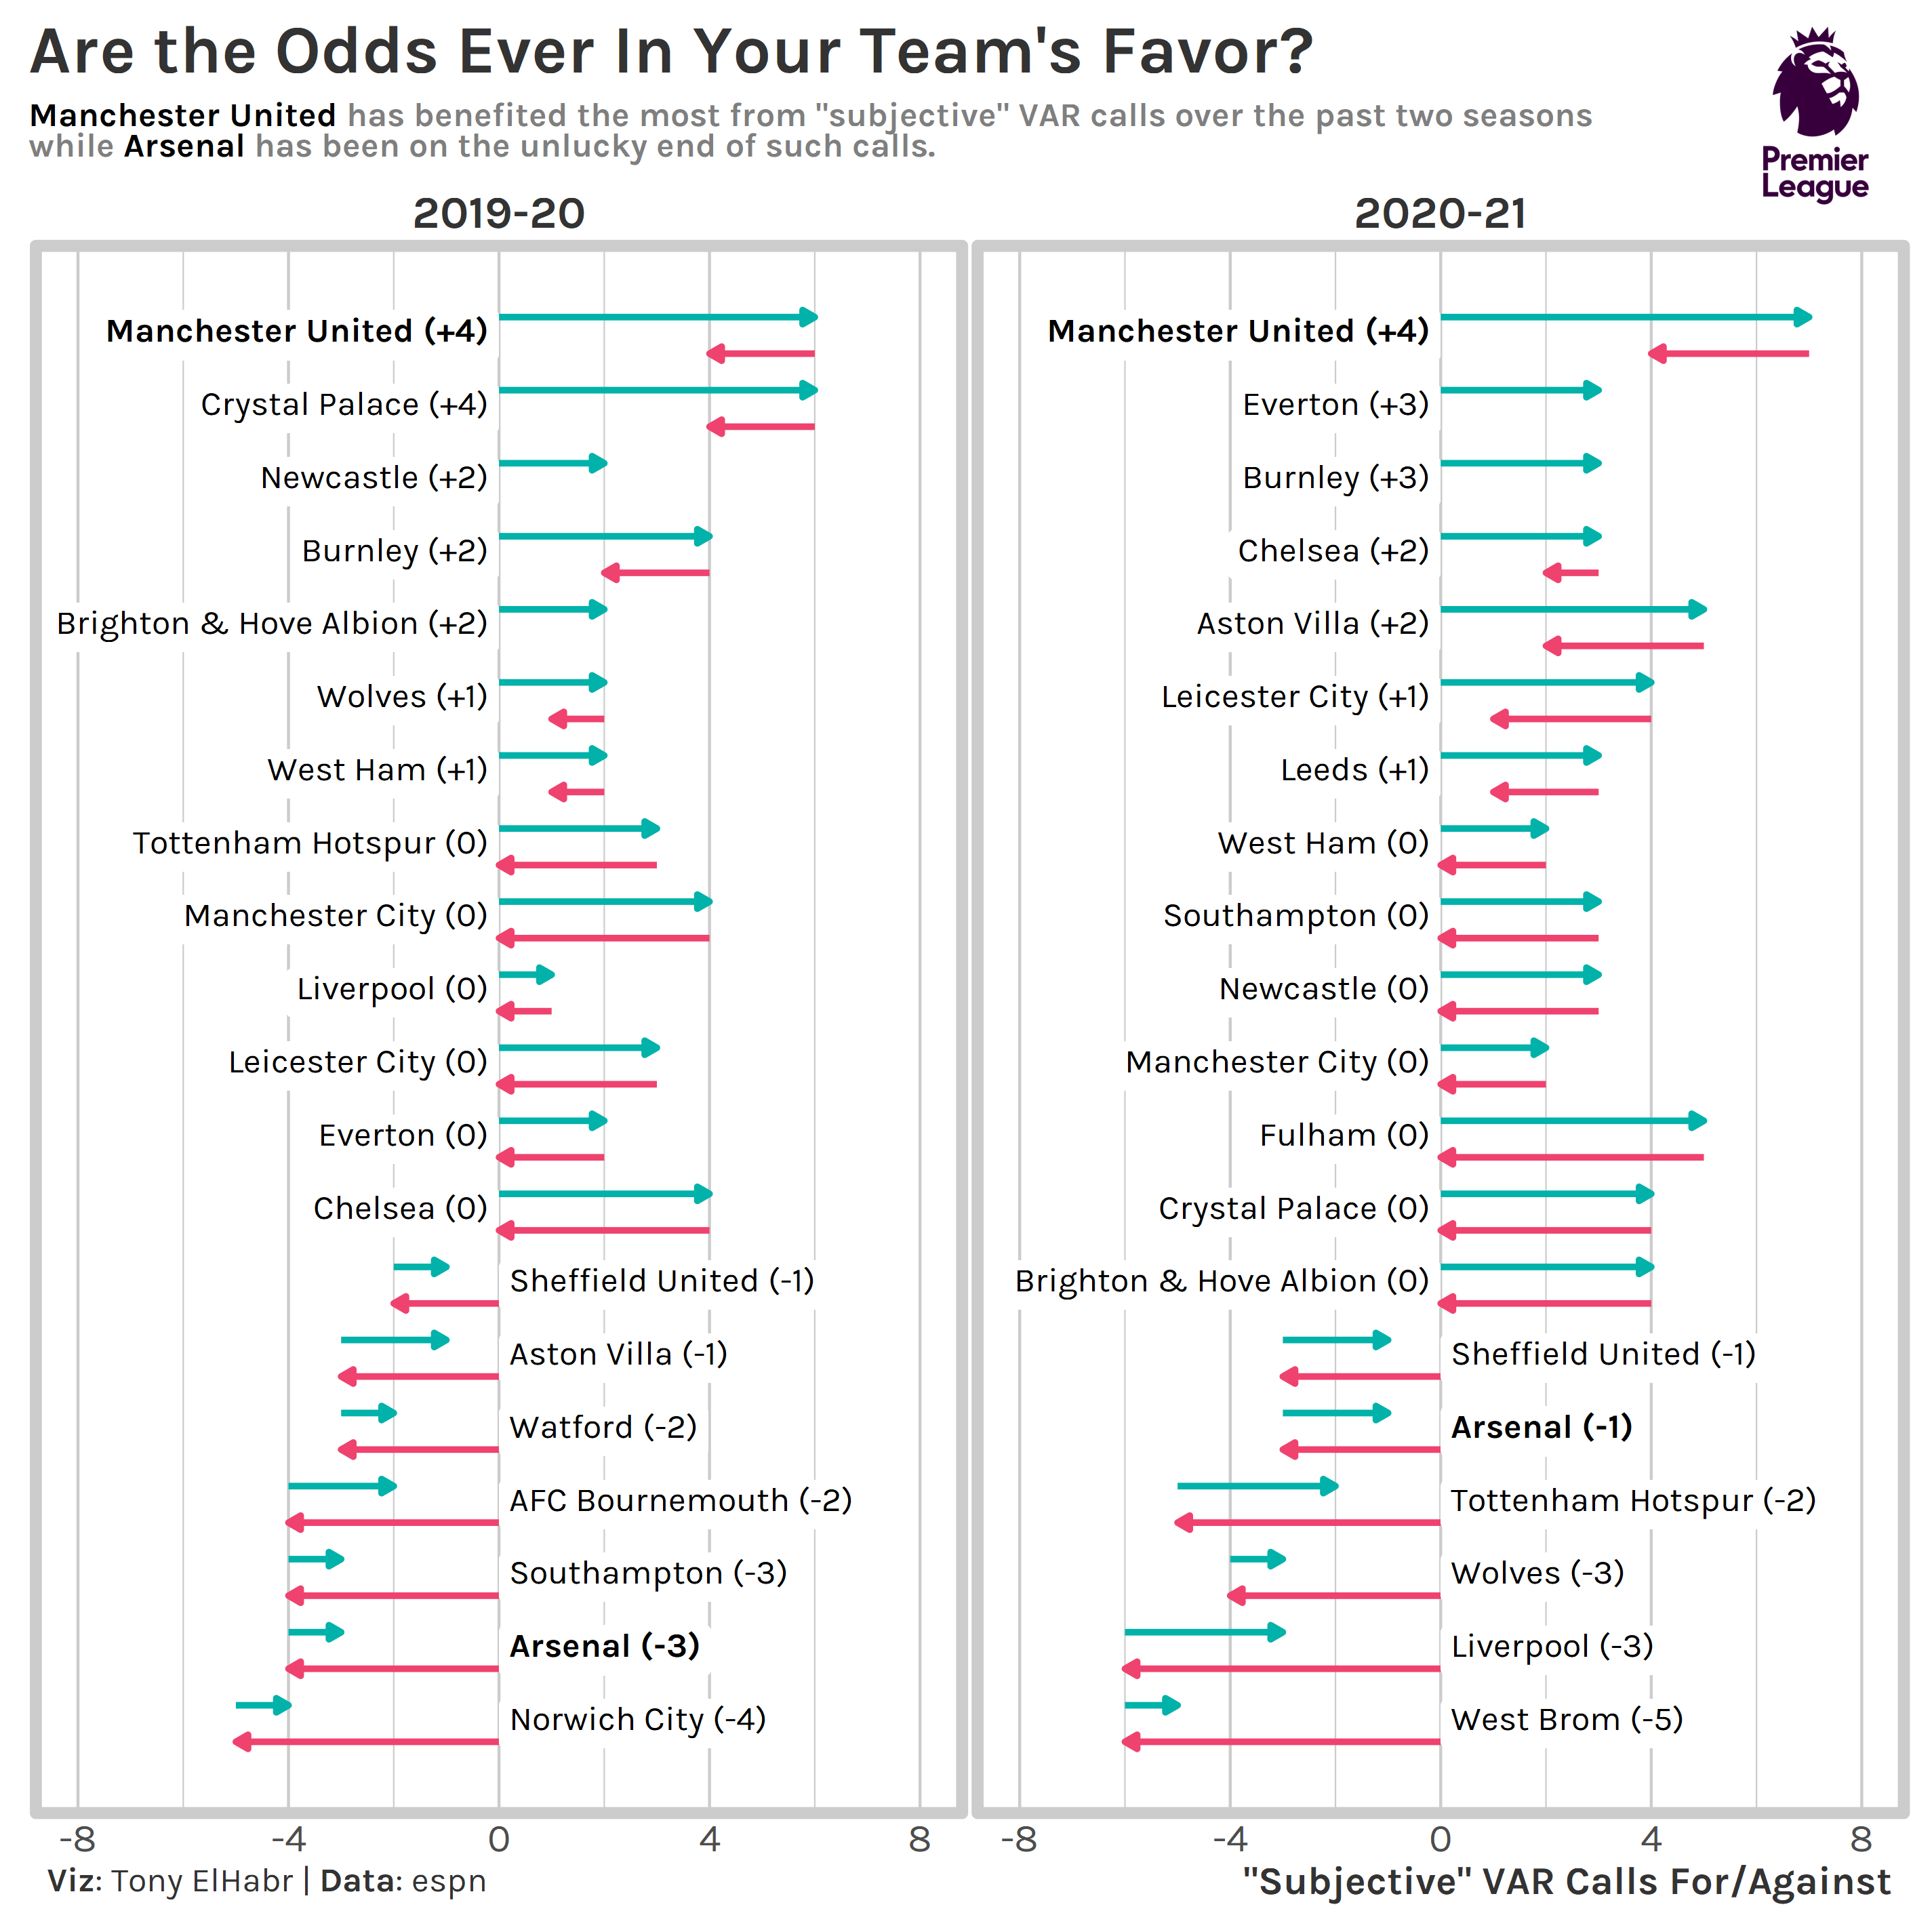 Are the Odds Ever In Your Team's Favor?
Manchester United has benefited the most from "subjective" VAR calls over the past two seasons
while Arsenal has been on the unlucky end of such calls.
Premier
League
2019-20
Manchester United (+4)
Crystal Palace (+4)
Newcastle (+2)
Burnley (+2)
Brighton & Hove Albion (+2)
Wolves (+1)
West Ham (+1)
Tottenham Hotspur (0)
Manchester City (0)
Liverpool (0)
Leicester City (0)
Everton (0)
Chelsea (0)
Sheffield United (-1)
Aston Villa (-1)
Watford (-2)
AFC Bournemouth (-2)
Southampton (-3)
Arsenal (-3)
Norwich City (-4)
-8 -4 0 4 8
2020-21
Manchester United (+4)
Everton (+3)
Burnley (+3)
Chelsea (+2)
Aston Villa (+2)
Leicester City (+1)
Leeds (+1)
West Ham (0)
Southampton (0)
Newcastle (0)
Manchester City (0)
Fulham (0)
Crystal Palace (0)
Brighton & Hove Albion (0)
Sheffield United (-1)
Arsenal (-1)
Tottenham Hotspur (-2)
Wolves (-3)
Liverpool (-3)
West Brom (-5)
-8 -4 0 4 8
Viz: Tony ElHabr | Data: espn
"Subjective" VAR Calls For/Against